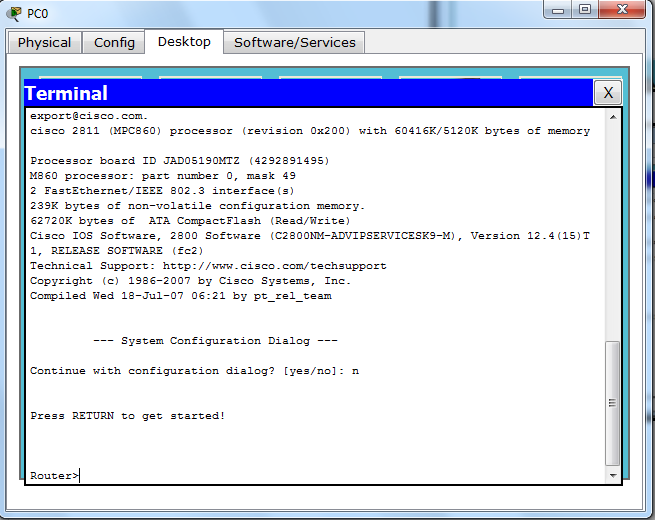 PC0
Physical Config Desktop Software/Services
Terminal X
export@cisco.com.
cisco 2811 (MPC860) processor (revision 0x200) with 60416K/5120K bytes of memory
Processor board ID JAD05190MTZ (4292891495)
M860 processor: part number 0, mask 49
2 FastEthernet/IEEE 802.3 interface(s)
239K bytes of non-volatile configuration memory.
62720K bytes of  ATA CompactFlash (Read/Write)
Cisco IOS Software, 2800 Software (C2800NM-ADVIPSERVICESK9-M), Version 12.4(15)T
1, RELEASE SOFTWARE (fc2)
Technical Support: http://www.cisco.com/techsupport
Copyright (c) 1986-2007 by Cisco Systems, Inc.
Compiled Wed 18-Jul-07 06:21 by pt_rel_team
--- System Configuration Dialog ---
Continue with configuration dialog? [yes/no]: n
Press RETURN to get started!
Router>